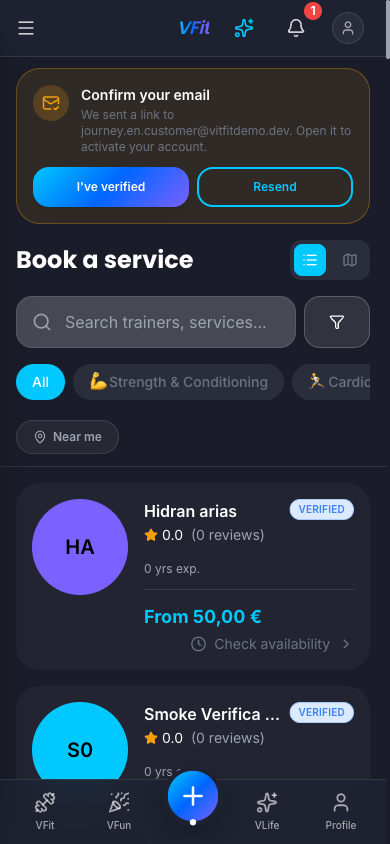 VFit
1
Confirm your email
We sent a link to
journey.en.customer@vitfitdemo.dev. Open it to
activate your account.
I've verified
Resend
Book a service
Search trainers, services...
All
💪Strength & Conditioning
🏃Cardio
Near me
HA
Hidran arias
VERIFIED
0.0 (0 reviews)
0 yrs exp.
From 50,00 €
Check availability
S0
Smoke Verifica ...
VERIFIED
0.0 (0 reviews)
0 yrs
VFit
VFun
VLife
Profile